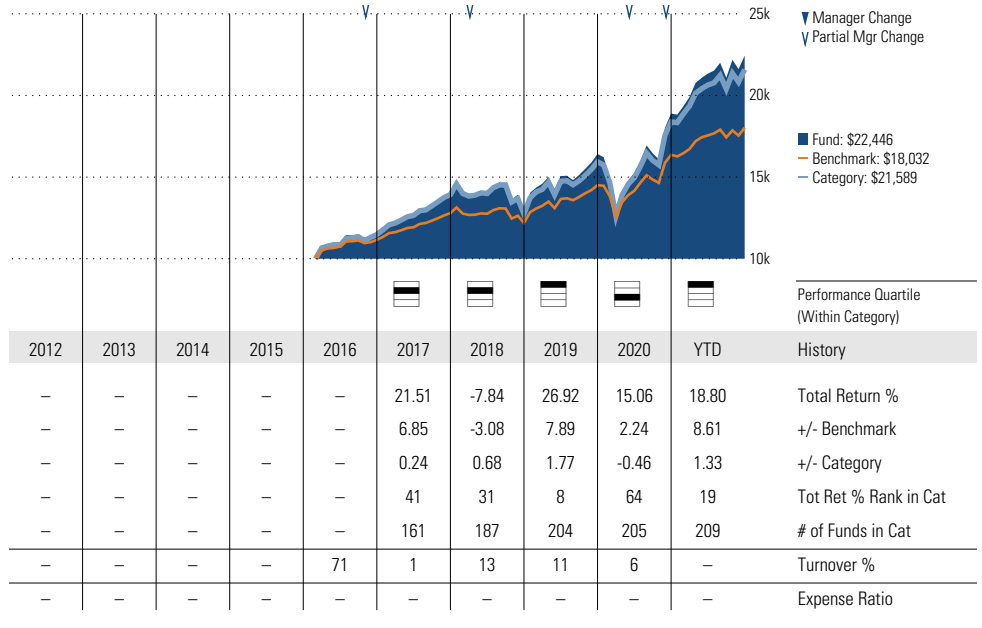 25k
Manager Change
Partial Mgr Change
20k
Fund: $22,446
Benchmark: $18,032
15k
Category: $21,589
10k
Performance Quartile
(Within Category)
2012 2013 2014 2015 2016 2017 2018 2019 2020 YTD History
– – – – – 21.51 -7.84 26.92 15.06 18.80 Total Return %
– – – – – 6.85 -3.08 7.89 2.24 8.61 +/- Benchmark
– – – – – 0.24 0.68 1.77 -0.46 1.33 +/- Category
– – – – – 41 31 8 64 19 Tot Ret % Rank in Cat
– – – – – 161 187 204 205 209 # of Funds in Cat
– – – – 71 1 13 11 6 – Turnover %
– – – – – – – – – – Expense Ratio